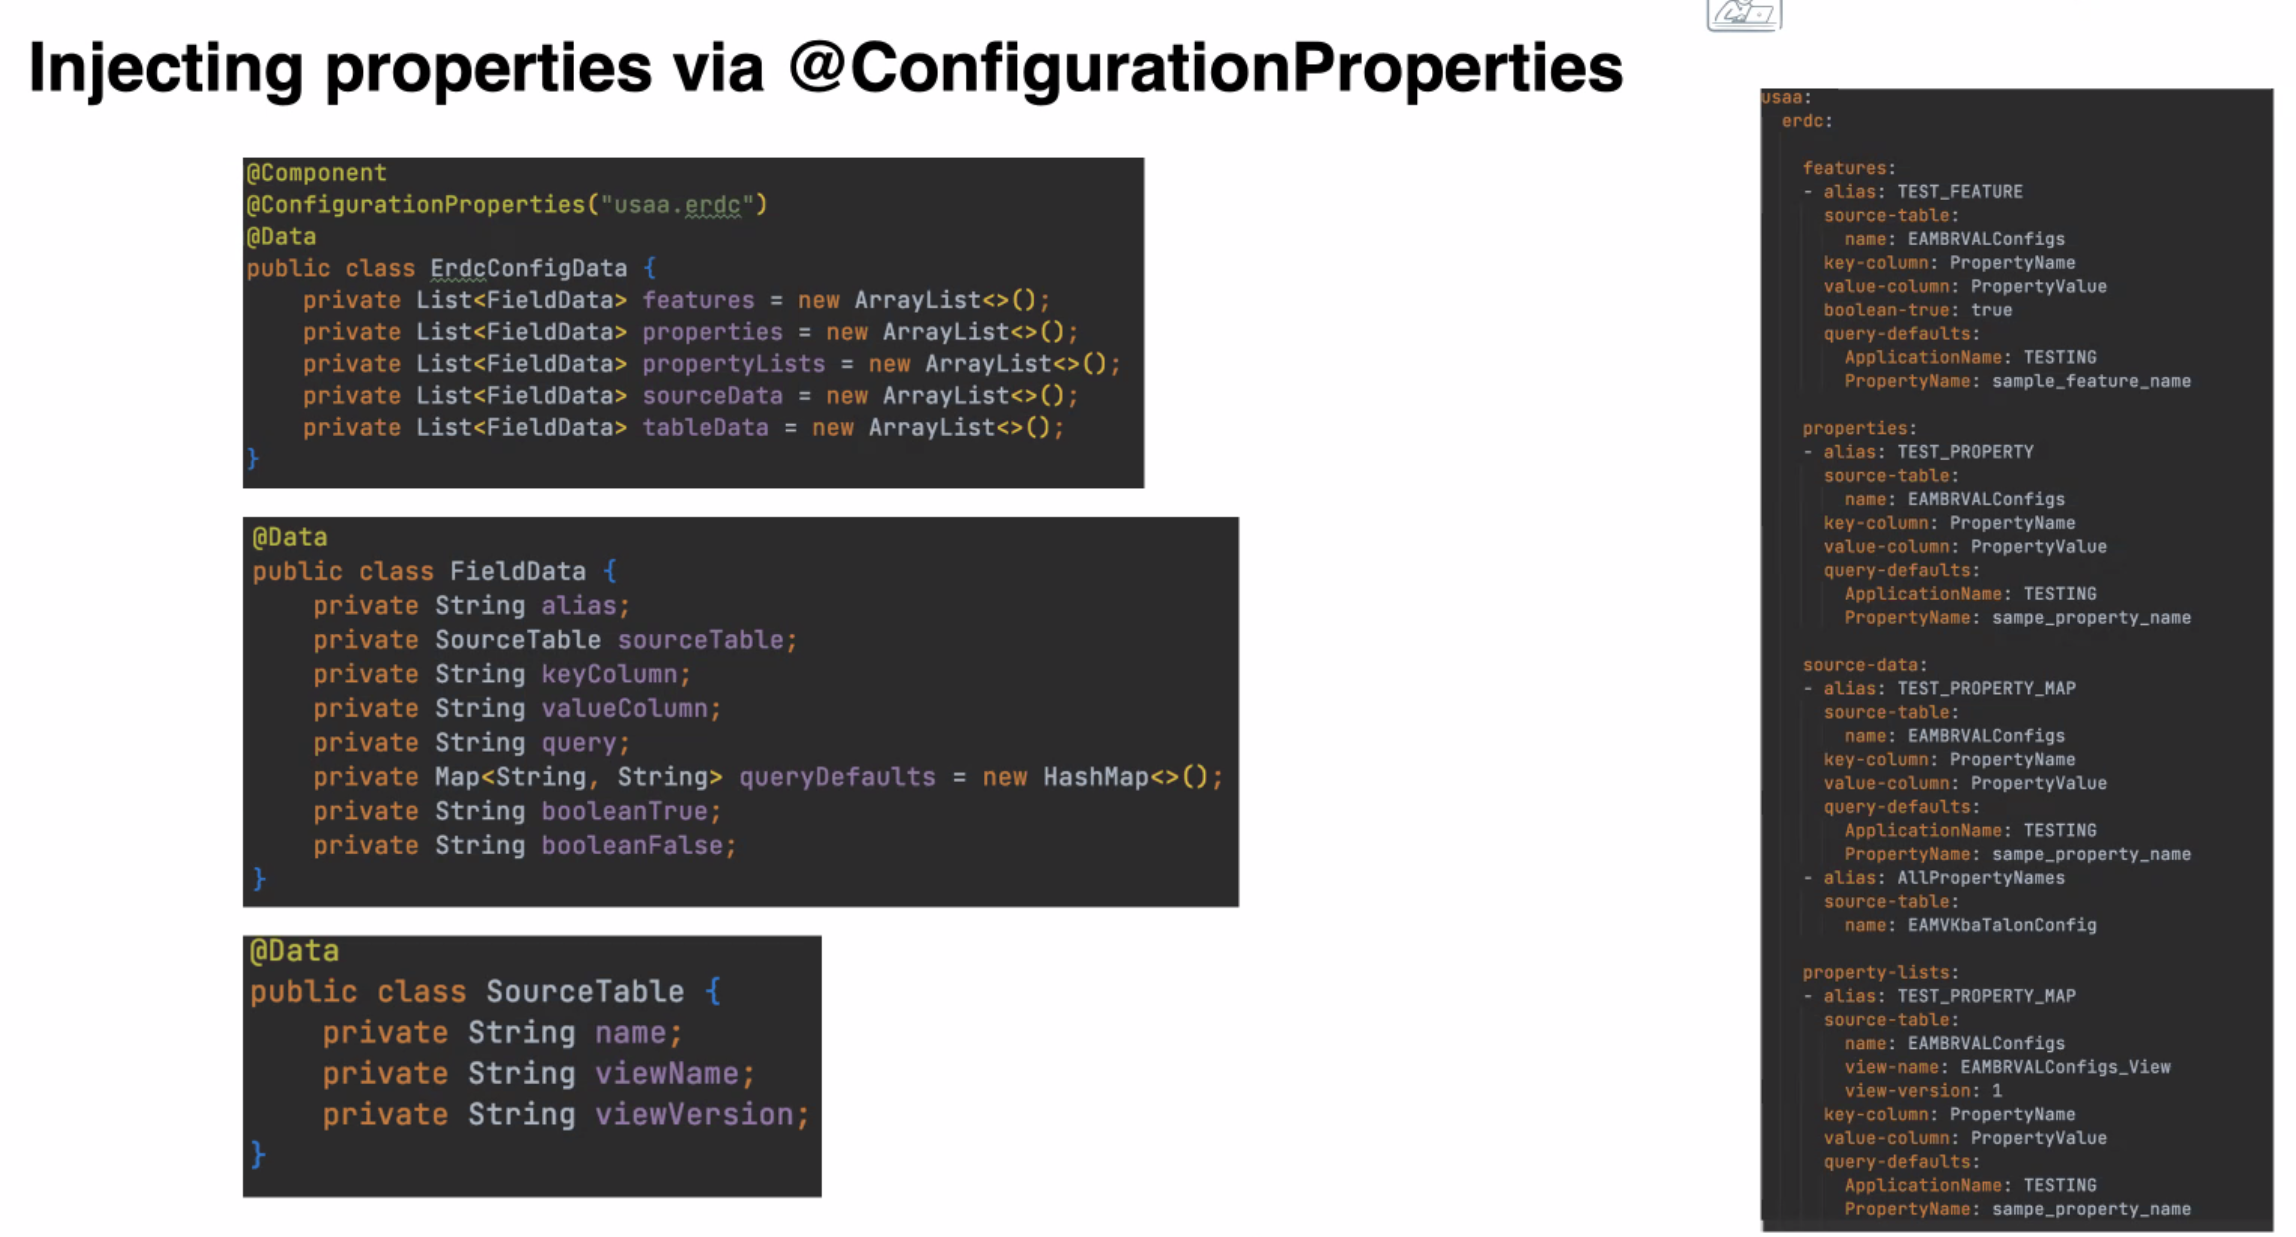 Injecting properties via @ConfigurationProperties
@Component
@ConfigurationProperties("usaa.erdc")
@Data
public class ErdcConfigData {
    private List<FieldData> features = new ArrayList<>();
    private List<FieldData> properties = new ArrayList<>();
    private List<FieldData> propertyLists = new ArrayList<>();
    private List<FieldData> sourceData = new ArrayList<>();
    private List<FieldData> tableData = new ArrayList<>();
}
@Data
public class FieldData {
    private String alias;
    private SourceTable sourceTable;
    private String keyColumn;
    private String valueColumn;
    private String query;
    private Map<String, String> queryDefaults = new HashMap<>();
    private String booleanTrue;
    private String booleanFalse;
}
@Data
public class SourceTable {
    private String name;
    private String viewName;
    private String viewVersion;
}
usaa:
  erdc:
    features:
    - alias: TEST_FEATURE
      source-table:
        name: EAMBRVALConfigs
      key-column: PropertyName
      value-column: PropertyValue
      boolean-true: true
      query-defaults:
        ApplicationName: TESTING
        PropertyName: sample_feature_name
    properties:
    - alias: TEST_PROPERTY
      source-table:
        name: EAMBRVALConfigs
      key-column: PropertyName
      value-column: PropertyValue
      query-defaults:
        ApplicationName: TESTING
        PropertyName: sampe_property_name
    source-data:
    - alias: TEST_PROPERTY_MAP
      source-table:
        name: EAMBRVALConfigs
      key-column: PropertyName
      value-column: PropertyValue
      query-defaults:
        ApplicationName: TESTING
        PropertyName: sampe_property_name
    - alias: AllPropertyNames
      source-table:
        name: EAMVKbaTalonConfig
    property-lists:
    - alias: TEST_PROPERTY_MAP
      source-table:
        name: EAMBRVALConfigs
        view-name: EAMBRVALConfigs_View
        view-version: 1
      key-column: PropertyName
      value-column: PropertyValue
      query-defaults:
        ApplicationName: TESTING
        PropertyName: sampe_property_name